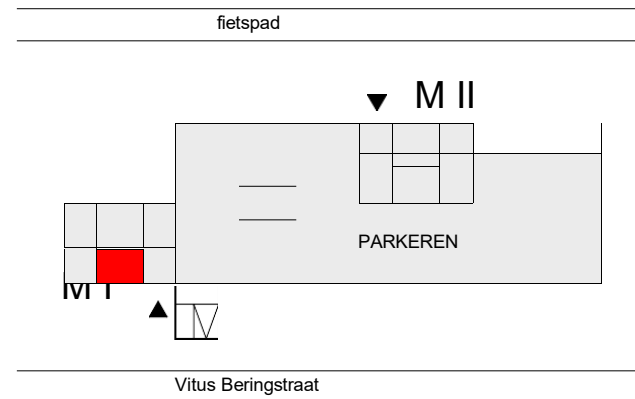 fietspad
M II
PARKEREN
M I
Vitus Beringstraat